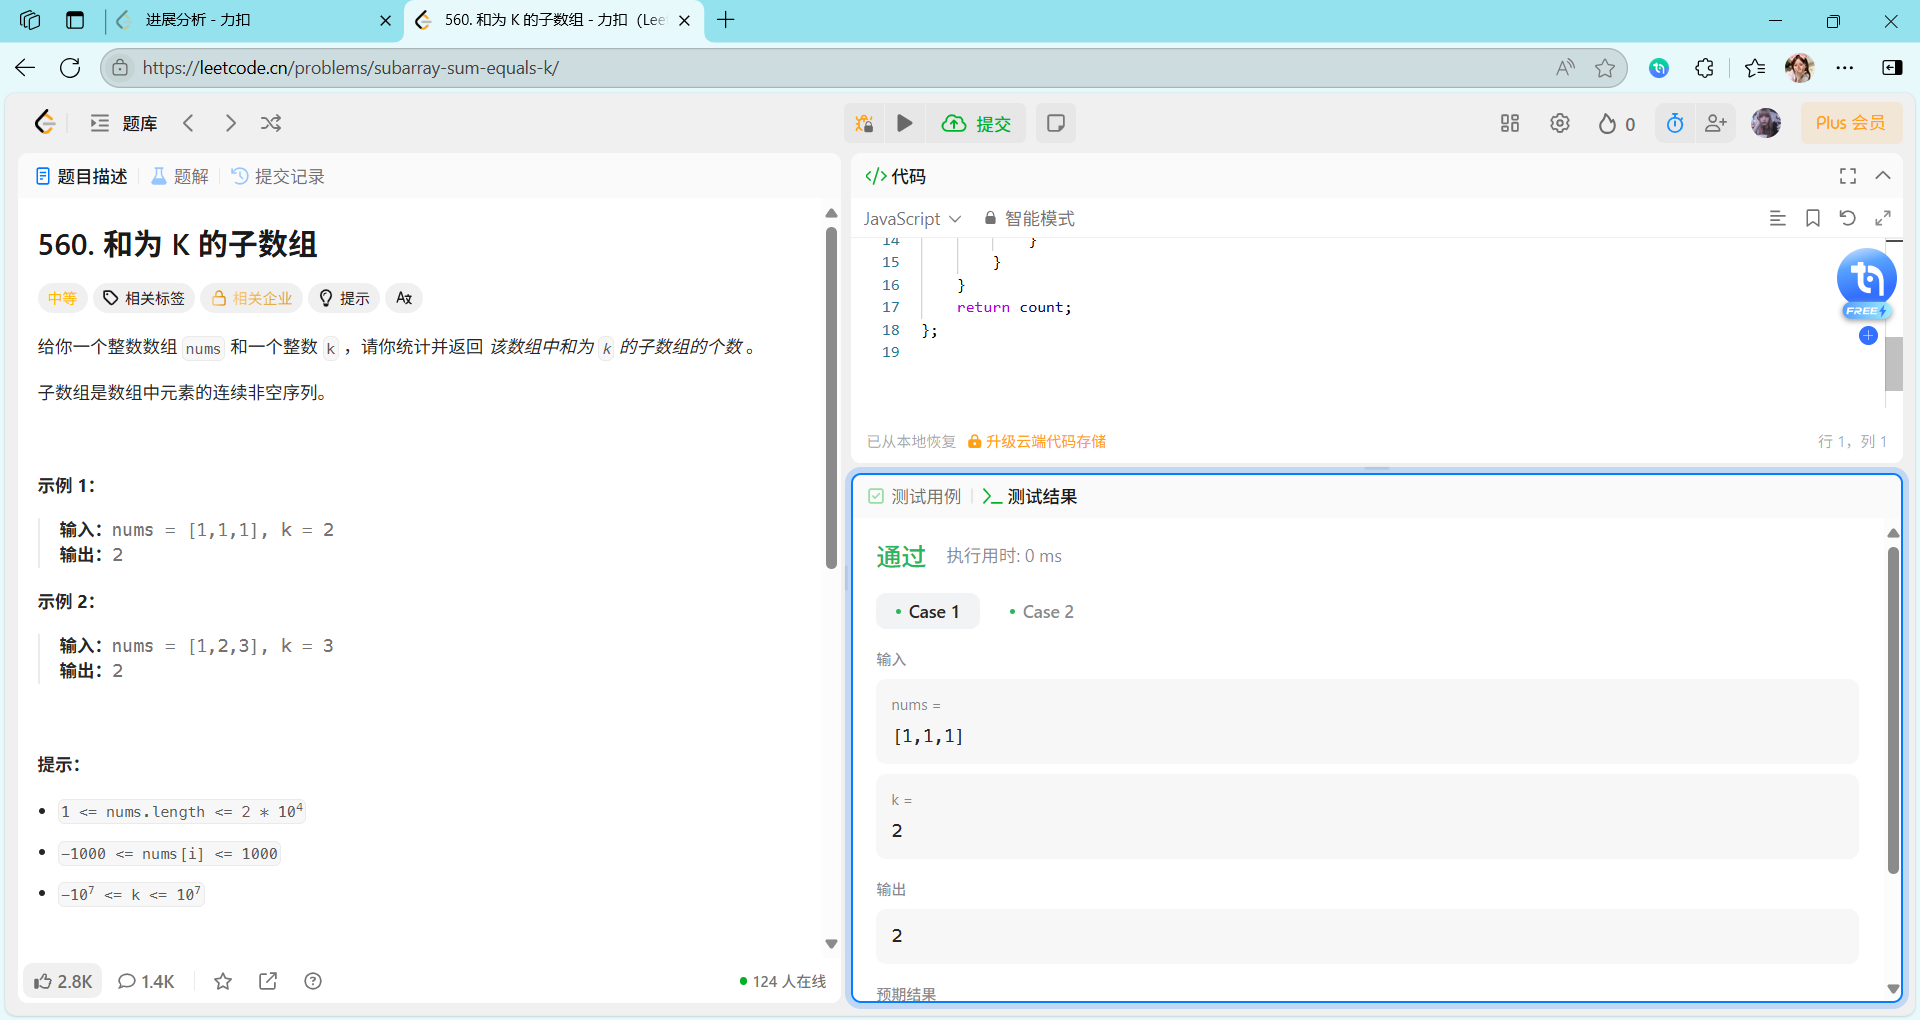 进展分析 - 力扣
560. 和为 K 的子数组 - 力扣（Lee
https://leetcode.cn/problems/subarray-sum-equals-k/
题库
提交
0
Plus 会员
题目描述
题解
提交记录
560. 和为 K 的子数组
中等
相关标签
相关企业
提示
给你一个整数数组 nums 和一个整数 k ，请你统计并返回 该数组中和为 k 的子数组的个数 。
子数组是数组中元素的连续非空序列。
示例 1：
输入：nums = [1,1,1], k = 2
输出：2
示例 2：
输入：nums = [1,2,3], k = 3
输出：2
提示：
1 <= nums.length <= 2 * 10⁴
-1000 <= nums[i] <= 1000
-10⁷ <= k <= 10⁷
2.8K
1.4K
124 人在线
代码
JavaScript
智能模式
14 }
15 }
16 }
17 return count;
18 };
19
FREE
已从本地恢复
升级云端代码存储
行 1，列 1
测试用例
测试结果
通过
执行用时: 0 ms
Case 1
Case 2
输入
nums =
[1,1,1]
k =
2
输出
2
预期结果